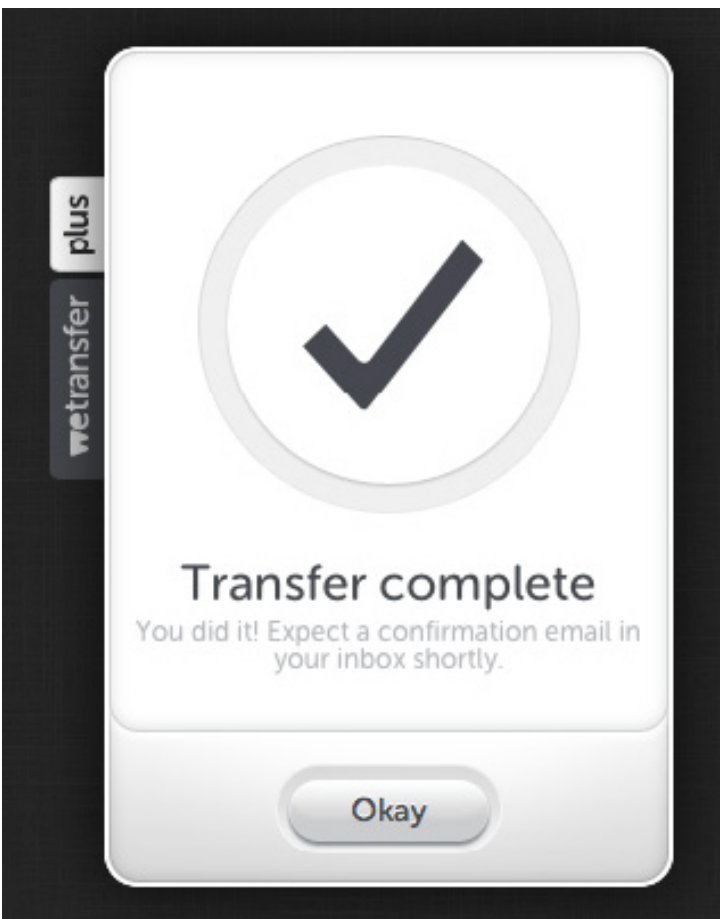 plus
wetransfer
Transfer complete
You did it! Expect a confirmation email in
your inbox shortly.
Okay